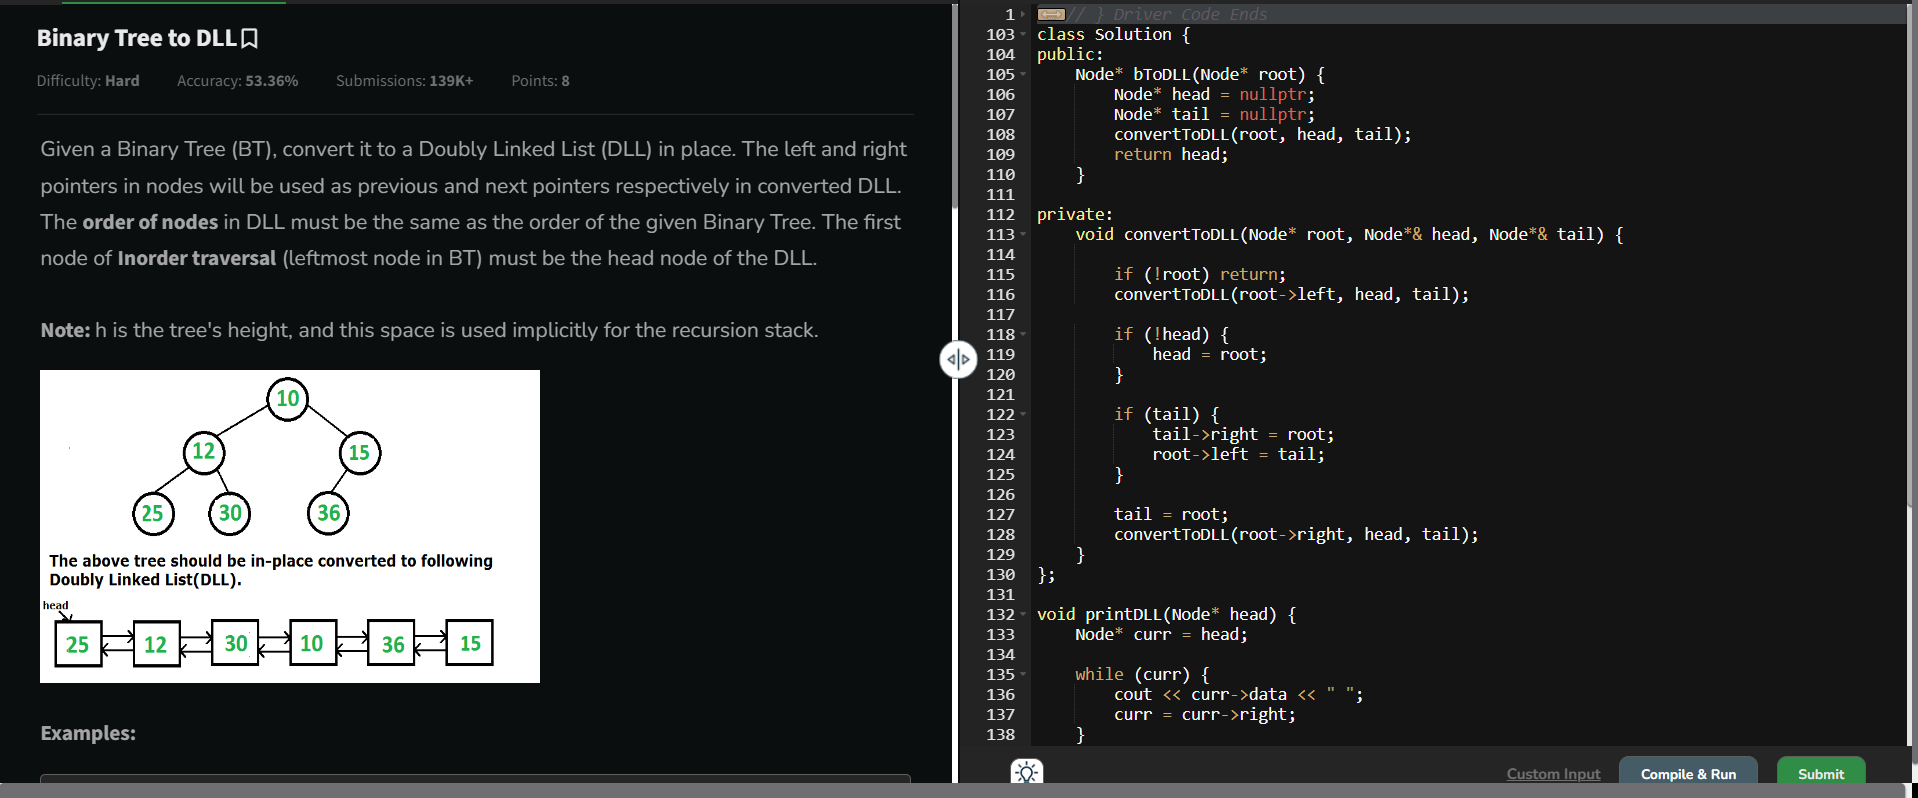 Binary Tree to DLL
Difficulty: Hard Accuracy: 53.36% Submissions: 139K+ Points: 8
Given a Binary Tree (BT), convert it to a Doubly Linked List (DLL) in place. The left and right
pointers in nodes will be used as previous and next pointers respectively in converted DLL.
The order of nodes in DLL must be the same as the order of the given Binary Tree. The first
node of Inorder traversal (leftmost node in BT) must be the head node of the DLL.
Note: h is the tree's height, and this space is used implicitly for the recursion stack.
10
12 15
25 30 36
The above tree should be in-place converted to following
Doubly Linked List(DLL).
head
25 12 30 10 36 15
Examples:
1 // } Driver Code Ends
103 class Solution {
104 public:
105 Node* bToDLL(Node* root) {
106 Node* head = nullptr;
107 Node* tail = nullptr;
108 convertToDLL(root, head, tail);
109 return head;
110 }
111
112 private:
113 void convertToDLL(Node* root, Node*& head, Node*& tail) {
114
115 if (!root) return;
116 convertToDLL(root->left, head, tail);
117
118 if (!head) {
119 head = root;
120 }
121
122 if (tail) {
123 tail->right = root;
124 root->left = tail;
125 }
126
127 tail = root;
128 convertToDLL(root->right, head, tail);
129 }
130 };
131
132 void printDLL(Node* head) {
133 Node* curr = head;
134
135 while (curr) {
136 cout << curr->data << " ";
137 curr = curr->right;
138 }
Custom Input Compile & Run Submit